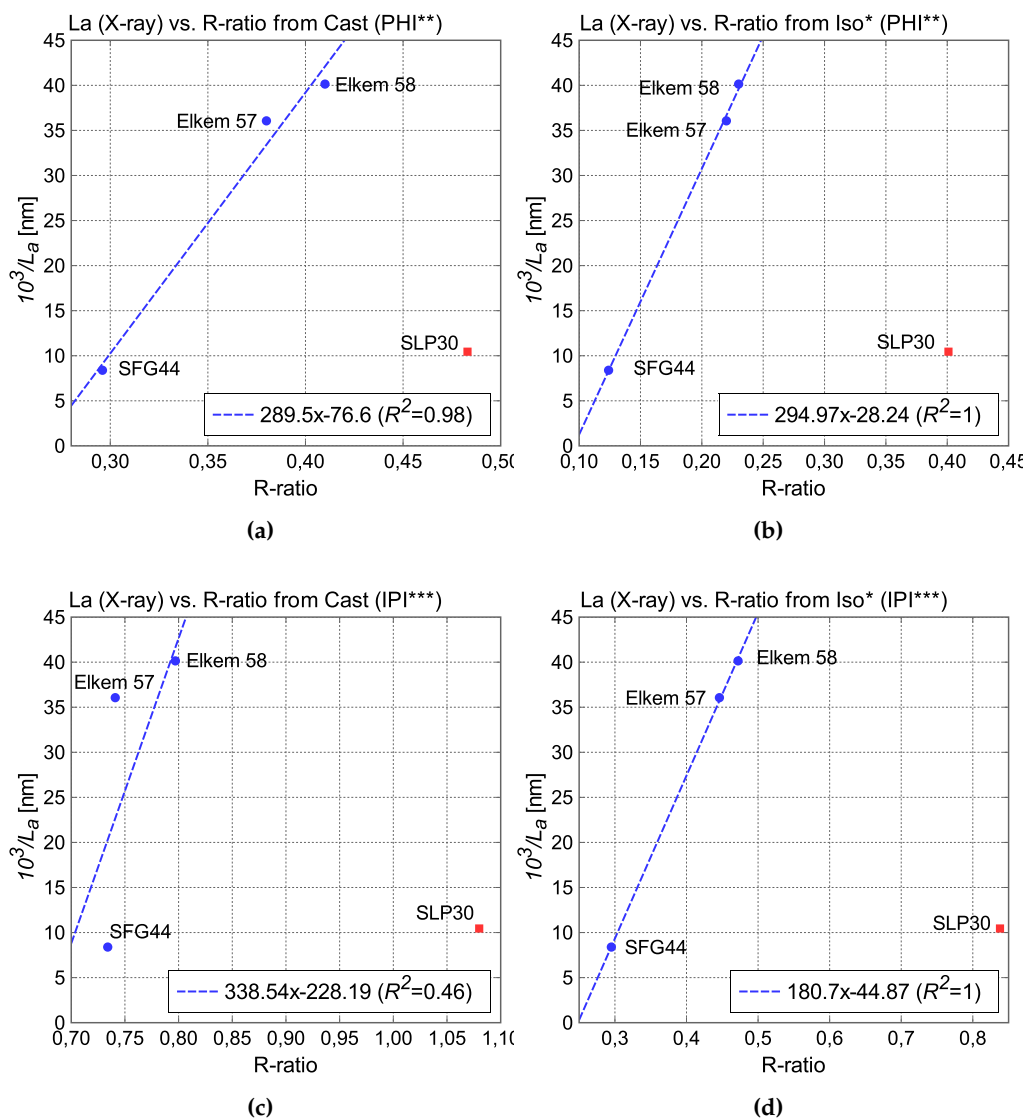 La (X-ray) vs. R-ratio from Cast (PHI**)
45
40
35
30
25
20
15
10
5
0
10³/Lₐ [nm]
Elkem 58
Elkem 57
SLP30
SFG44
289.5x-76.6 (R²=0.98)
0,30 0,35 0,40 0,45 0,50
R-ratio
(a)
La (X-ray) vs. R-ratio from Iso* (PHI**)
45
40
35
30
25
20
15
10
5
0
10³/Lₐ [nm]
Elkem 58
Elkem 57
SLP30
SFG44
294.97x-28.24 (R²=1)
0,10 0,15 0,20 0,25 0,30 0,35 0,40 0,45
R-ratio
(b)
La (X-ray) vs. R-ratio from Cast (IPI***)
45
40
35
30
25
20
15
10
5
0
10³/Lₐ [nm]
Elkem 58
Elkem 57
SLP30
SFG44
338.54x-228.19 (R²=0.46)
0,70 0,75 0,80 0,85 0,90 0,95 1,00 1,05 1,10
R-ratio
(c)
La (X-ray) vs. R-ratio from Iso* (IPI***)
45
40
35
30
25
20
15
10
5
0
10³/Lₐ [nm]
Elkem 58
Elkem 57
SLP30
SFG44
180.7x-44.87 (R²=1)
0,3 0,4 0,5 0,6 0,7 0,8
R-ratio
(d)